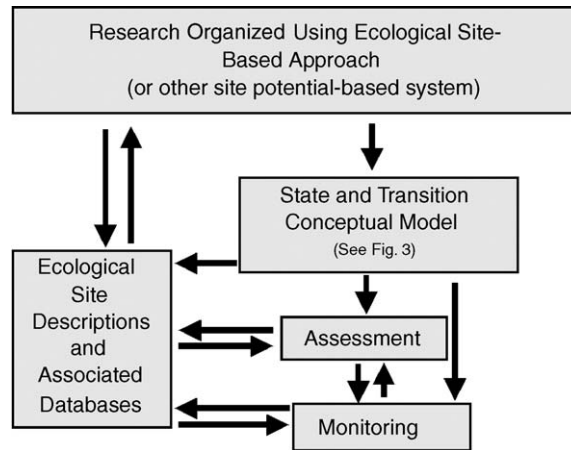 Research Organized Using Ecological Site-
Based Approach
(or other site potential-based system)
State and Transition
Conceptual Model
(See Fig. 3)
Ecological
Site
Descriptions
and
Associated
Databases
Assessment
Monitoring